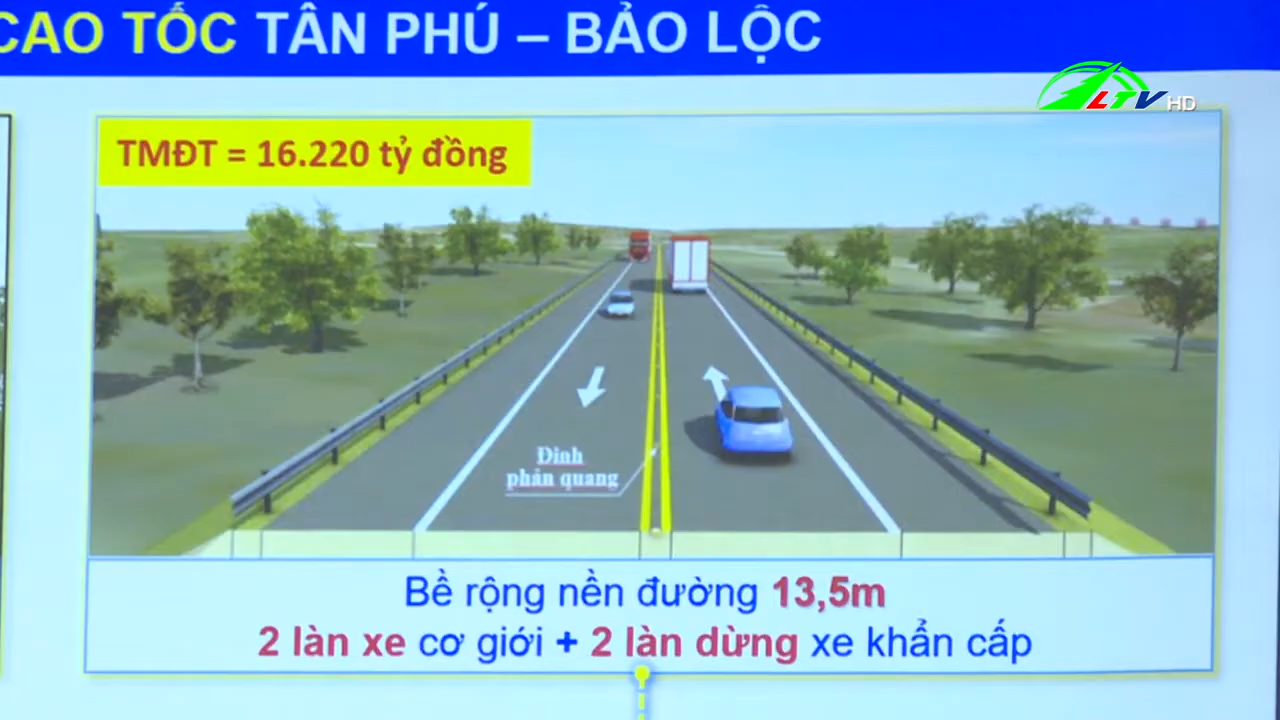 CAO TỐC TÂN PHÚ – BẢO LỘC
LTV HD
TMĐT = 16.220 tỷ đồng
Đinh
phản quang
Bề rộng nền đường 13,5m
2 làn xe cơ giới + 2 làn dừng xe khẩn cấp